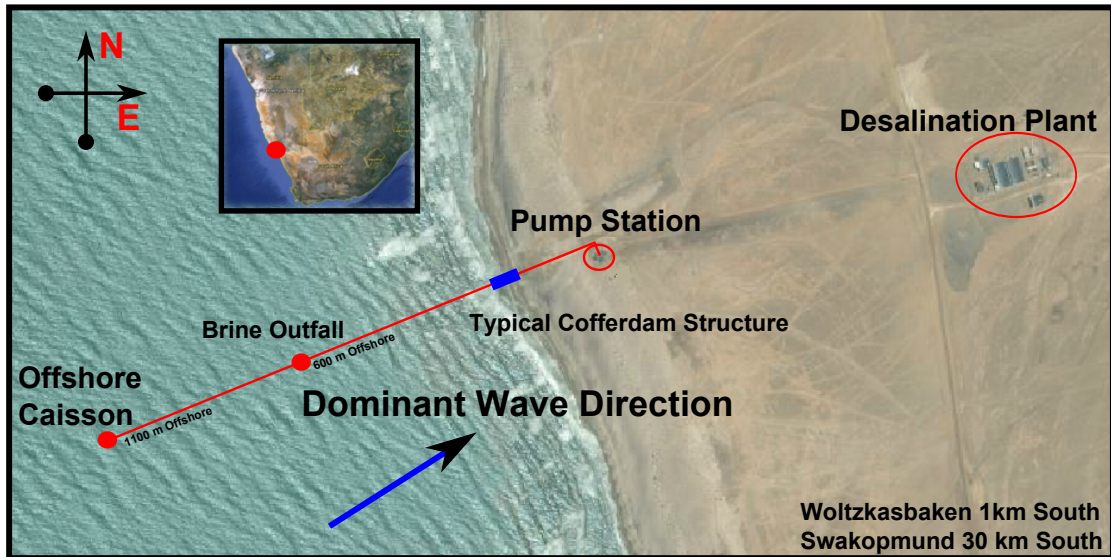 N
E
Desalination Plant
Pump Station
Typical Cofferdam Structure
Brine Outfall
600 m Offshore
Offshore
Caisson
1100 m Offshore
Dominant Wave Direction
Woltzkasbaken 1km South
Swakopmund 30 km South